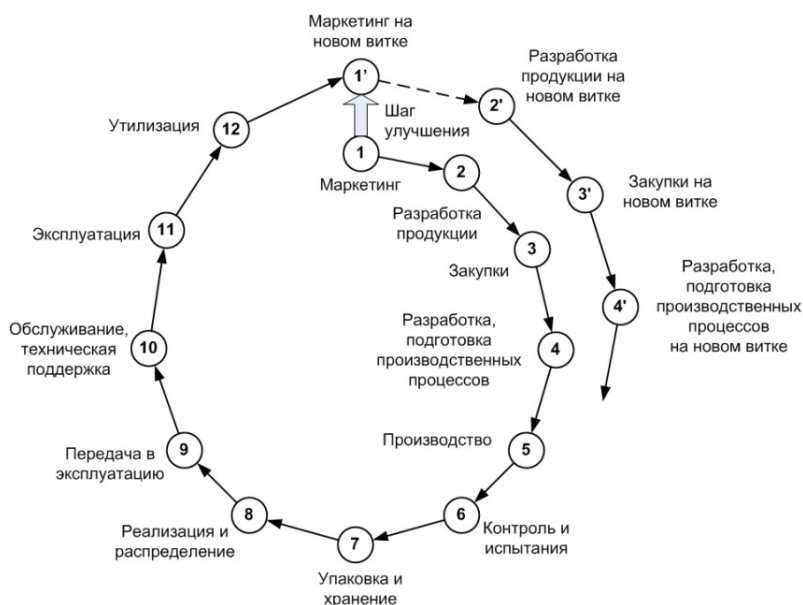 Маркетинг на
новом витке
1'
Разработка
продукции на
новом витке
2'
Шаг
улучшения
12
Утилизация
1
Маркетинг
2
Разработка
продукции
3'
Закупки на
новом витке
11
Эксплуатация
3
Закупки
4'
Разработка,
подготовка
производственных
процессов
на новом витке
10
Обслуживание,
техническая
поддержка
Разработка,
подготовка
производственных
процессов
4
Производство
5
9
Передача в
эксплуатацию
6
Контроль и
испытания
8
Реализация и
распределение
7
Упаковка и
хранение